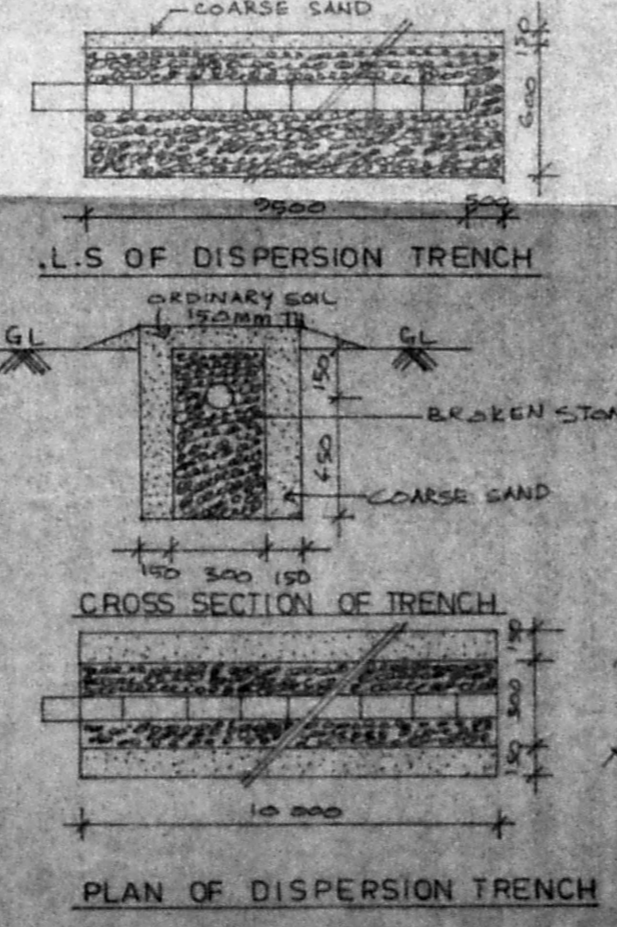 COARSE SAND
150
600
9500
500
.L.S OF DISPERSION TRENCH
ORDINARY SOIL
150MM TH
GL
GL
150
BROKEN STON
450
COARSE SAND
150 300 150
CROSS SECTION OF TRENCH
150
300
150
10 000
PLAN OF DISPERSION TRENCH